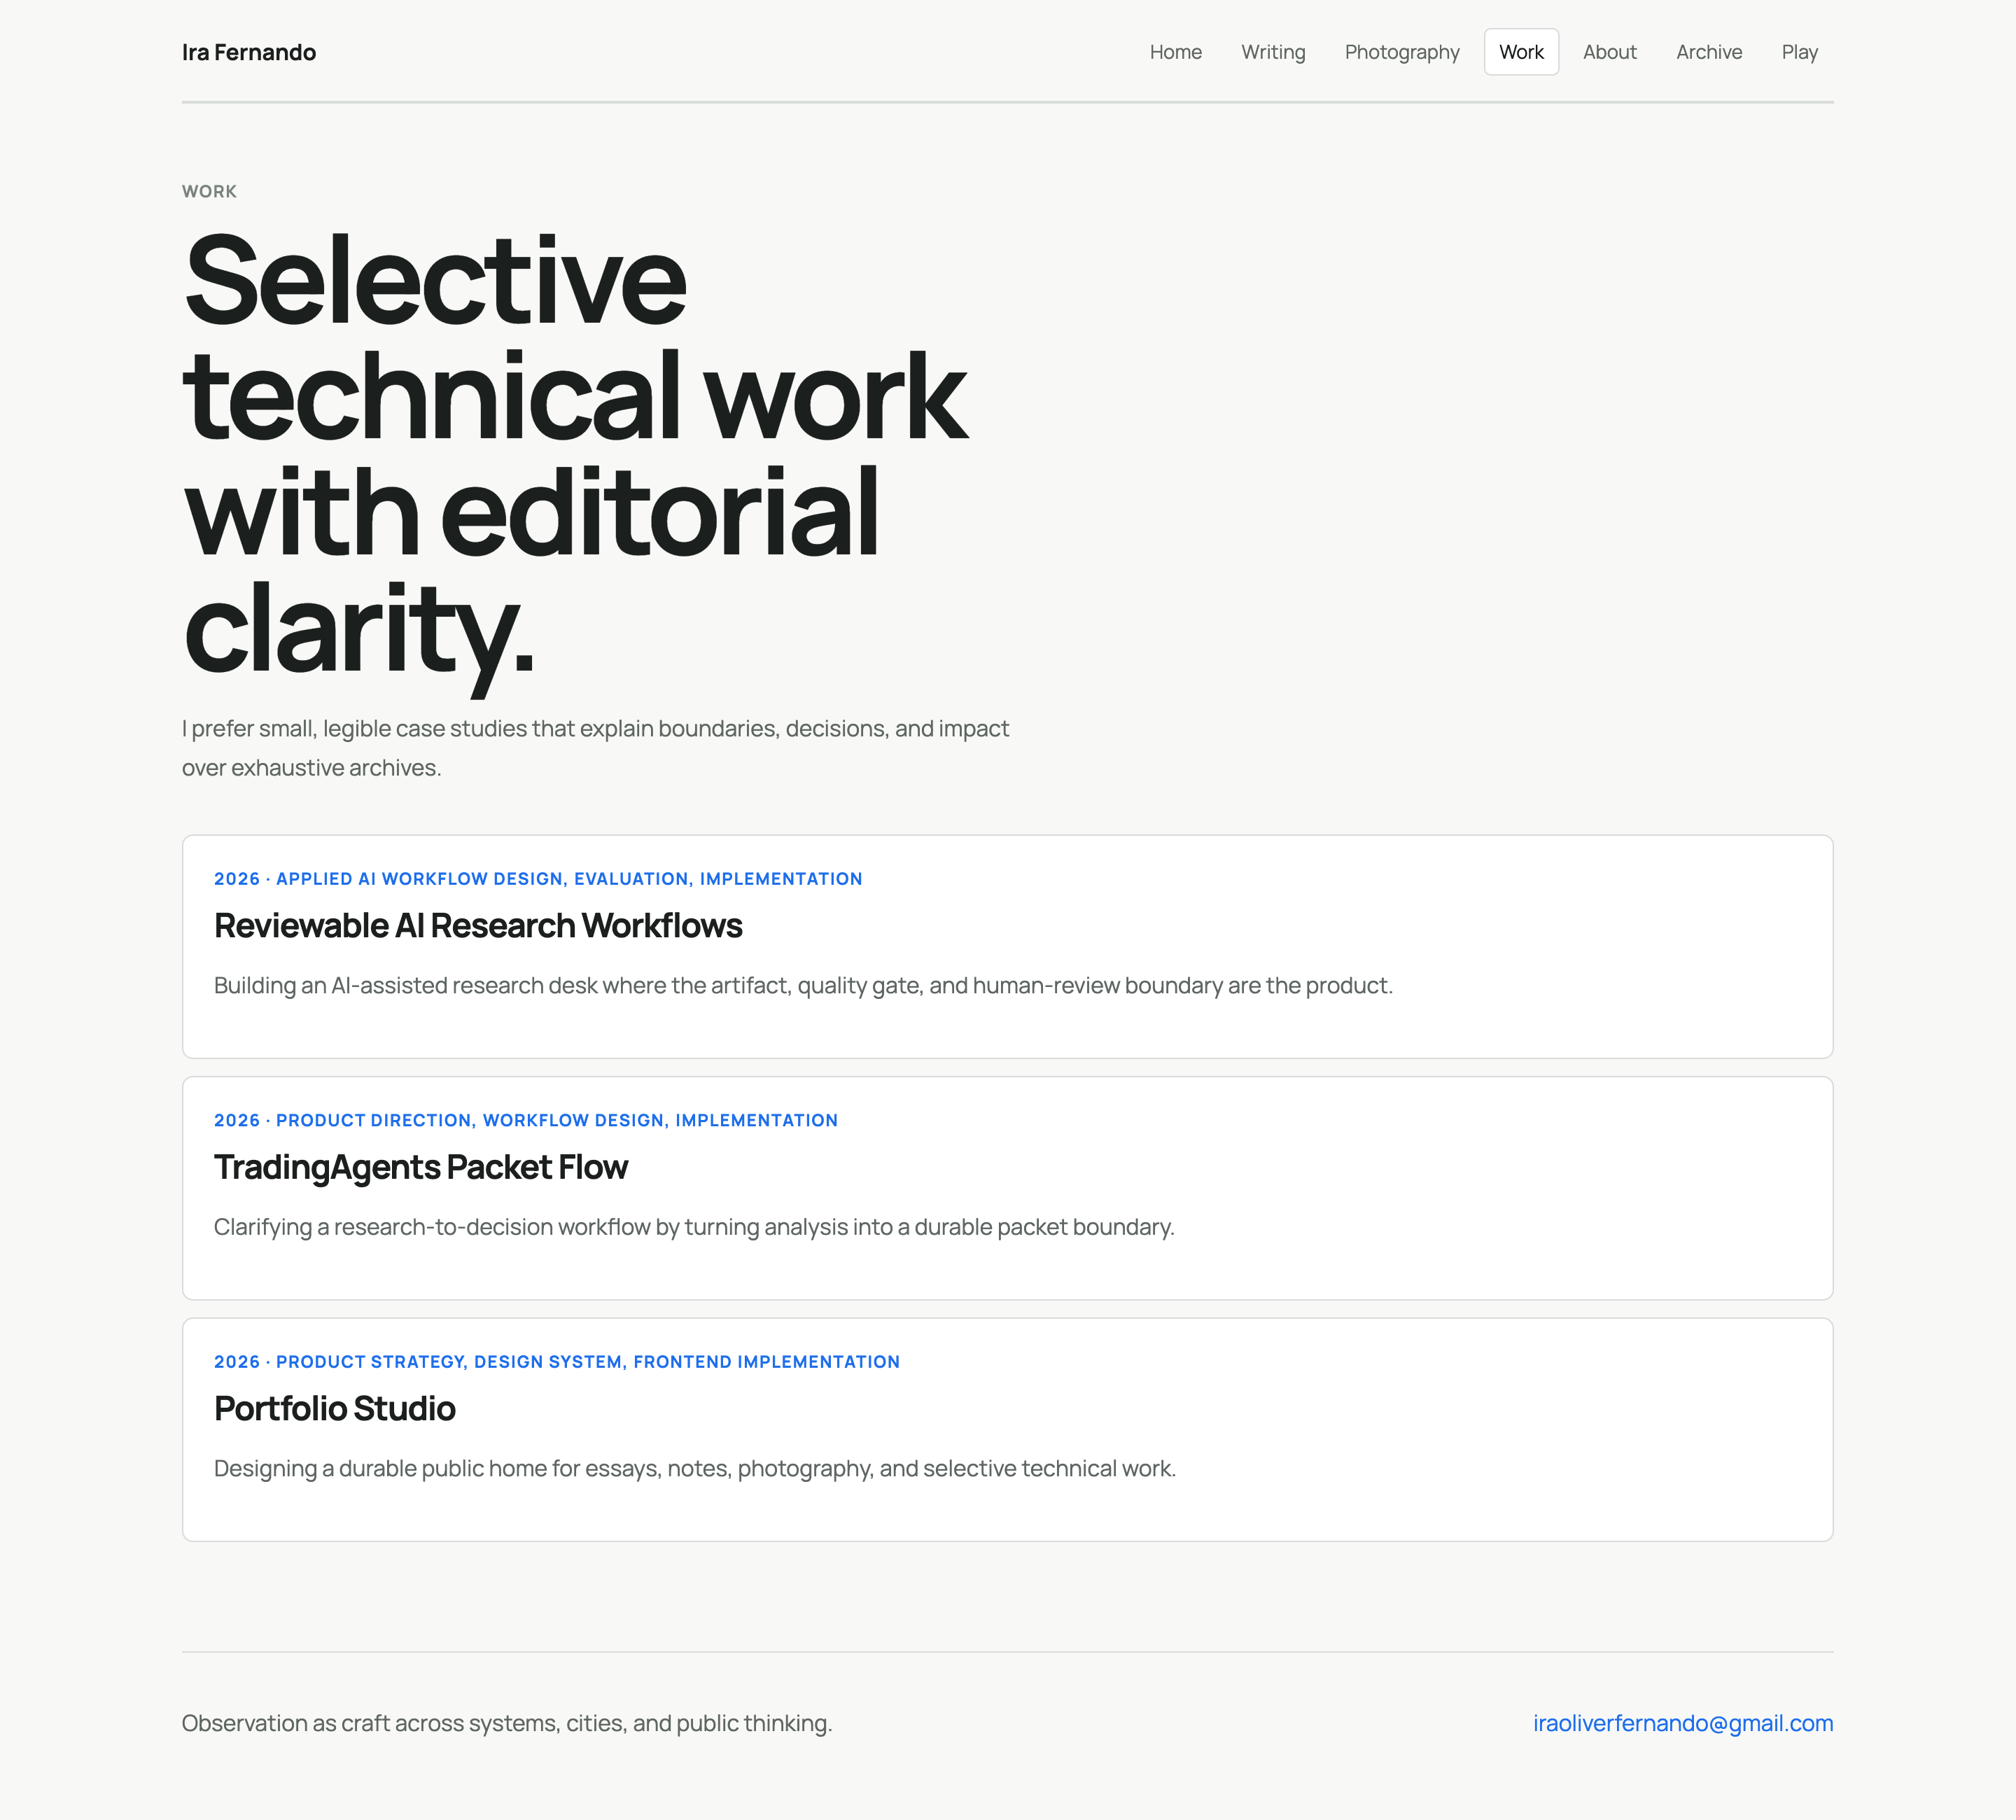 Ira Fernando
Home Writing Photography Work About Archive Play
WORK
Selective
technical work
with editorial
clarity.
I prefer small, legible case studies that explain boundaries, decisions, and impact
over exhaustive archives.
2026 · APPLIED AI WORKFLOW DESIGN, EVALUATION, IMPLEMENTATION
Reviewable AI Research Workflows
Building an AI-assisted research desk where the artifact, quality gate, and human-review boundary are the product.
2026 · PRODUCT DIRECTION, WORKFLOW DESIGN, IMPLEMENTATION
TradingAgents Packet Flow
Clarifying a research-to-decision workflow by turning analysis into a durable packet boundary.
2026 · PRODUCT STRATEGY, DESIGN SYSTEM, FRONTEND IMPLEMENTATION
Portfolio Studio
Designing a durable public home for essays, notes, photography, and selective technical work.
Observation as craft across systems, cities, and public thinking.
iraoliverfernando@gmail.com